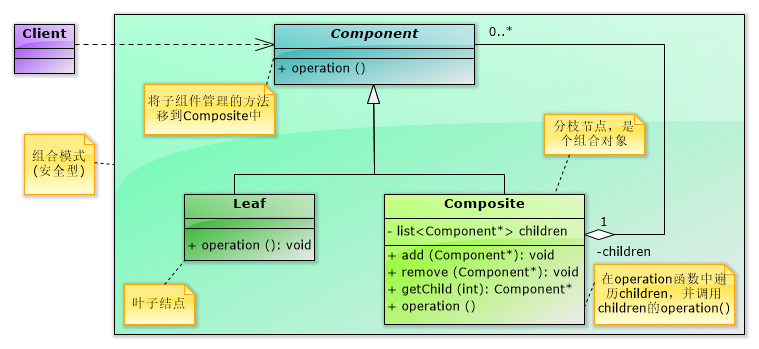 Client
Component
0..*
+ operation ()
将子组件管理的方法
移到Composite中
分枝节点，是
个组合对象
组合模式
(安全型)
Leaf
+ operation (): void
Composite
- list<Component*> children
+ add (Component*): void
+ remove (Component*): void
+ getChild (int): Component*
+ operation ()
1
-children
叶子结点
在operation函数中遍
历children，并调用
children的operation()